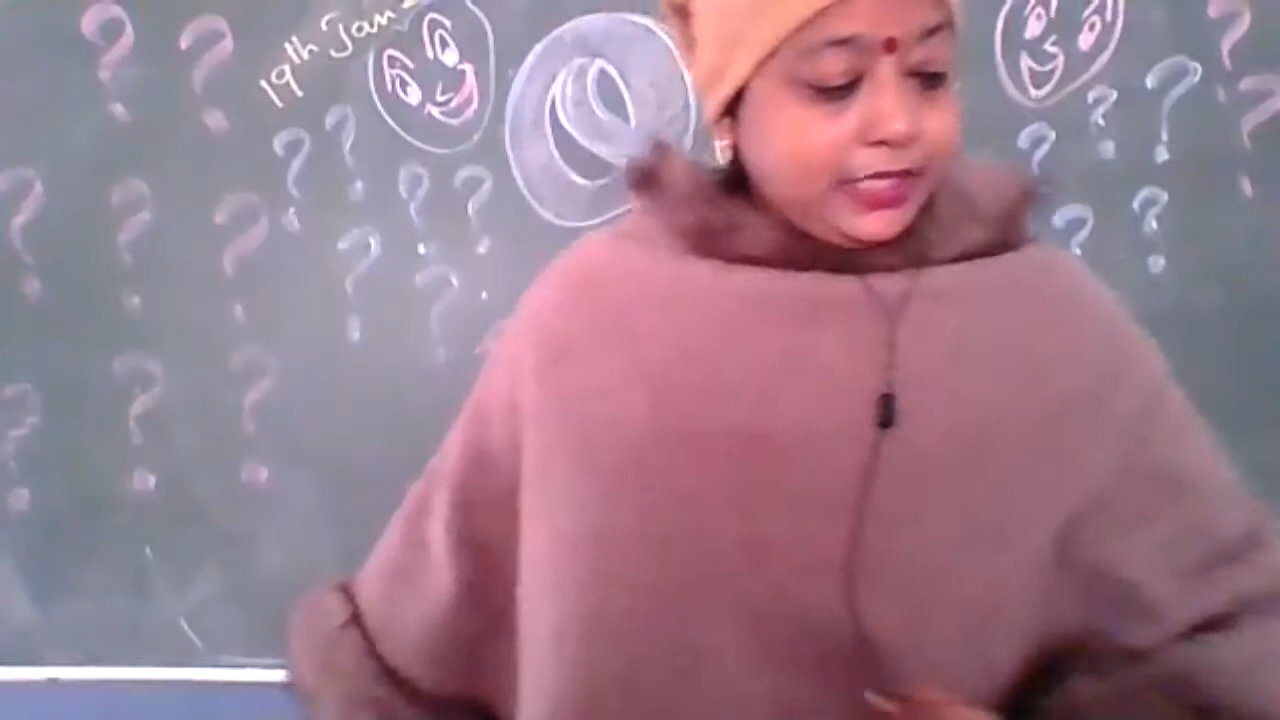 19th Jan-
? ? ? ?
? ? ? ? ? ?
? ? ? ? ? ? ?
? ? ? ?
? ? ?